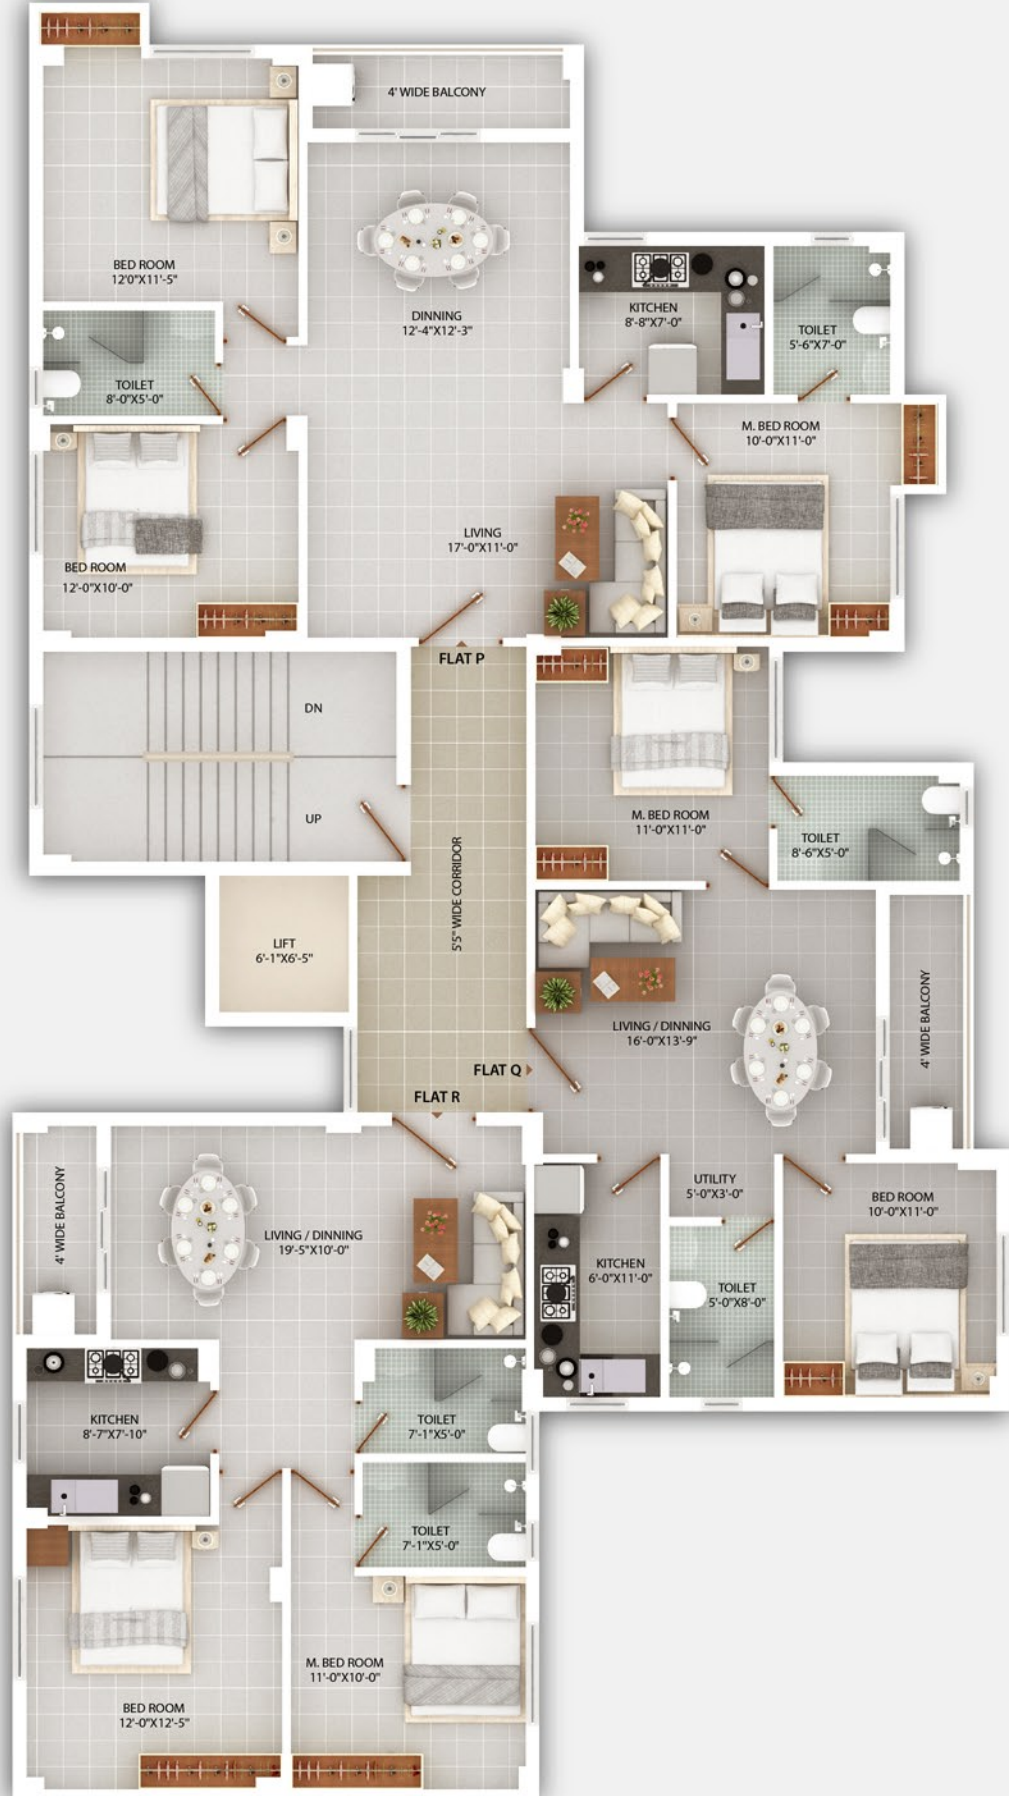 4' WIDE BALCONY
BED ROOM
12'0"X11'-5"
DINNING
12'-4"X12'-3"
KITCHEN
8'-8"X7'-0"
TOILET
5'-6"X7'-0"
TOILET
8'-0"X5'-0"
M. BED ROOM
10'-0"X11'-0"
LIVING
17'-0"X11'-0"
BED ROOM
12'-0"X10'-0"
FLAT P
DN
UP
M. BED ROOM
11'-0"X11'-0"
TOILET
8'-6"X5'-0"
5'5" WIDE CORRIDOR
LIFT
6'-1"X6'-5"
LIVING / DINNING
16'-0"X13'-9"
4' WIDE BALCONY
FLAT Q
FLAT R
4' WIDE BALCONY
LIVING / DINNING
19'-5"X10'-0"
UTILITY
5'-0"X3'-0"
BED ROOM
10'-0"X11'-0"
KITCHEN
6'-0"X11'-0"
TOILET
5'-0"X8'-0"
KITCHEN
8'-7"X7'-10"
TOILET
7'-1"X5'-0"
TOILET
7'-1"X5'-0"
M. BED ROOM
11'-0"X10'-0"
BED ROOM
12'-0"X12'-5"